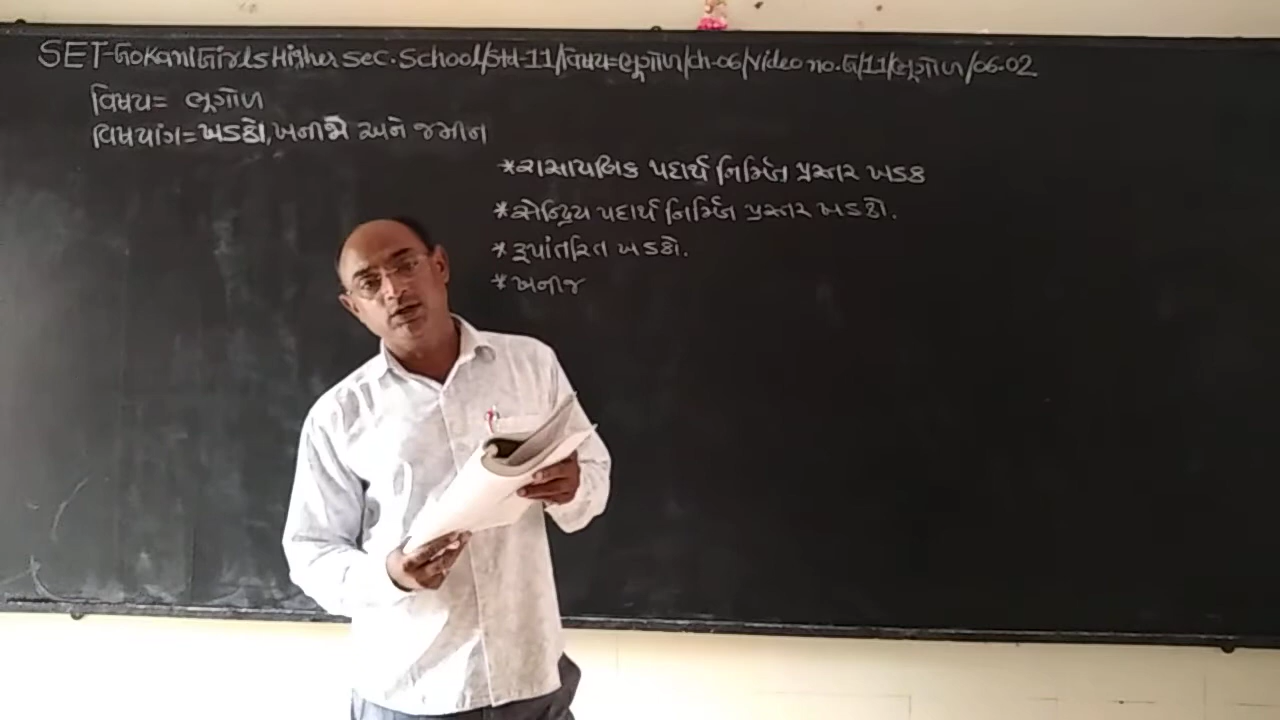 SET-Gokani Girls Higher Sec. School/Std-11/વિષય=ભૂગોળ/ch-06/Video no. G/11/ભૂગોળ/06.02
વિષય= ભૂગોળ
વિષયાંગ=ખડકો,ખનીજો અને જમીન
*રાસાયણિક પદાર્થ નિર્મિત પ્રસ્તર ખડક
*સેન્દ્રિય પદાર્થ નિર્મિત પ્રસ્તર ખડકો.
*રૂપાંતરિત ખડકો.
*ખનીજ